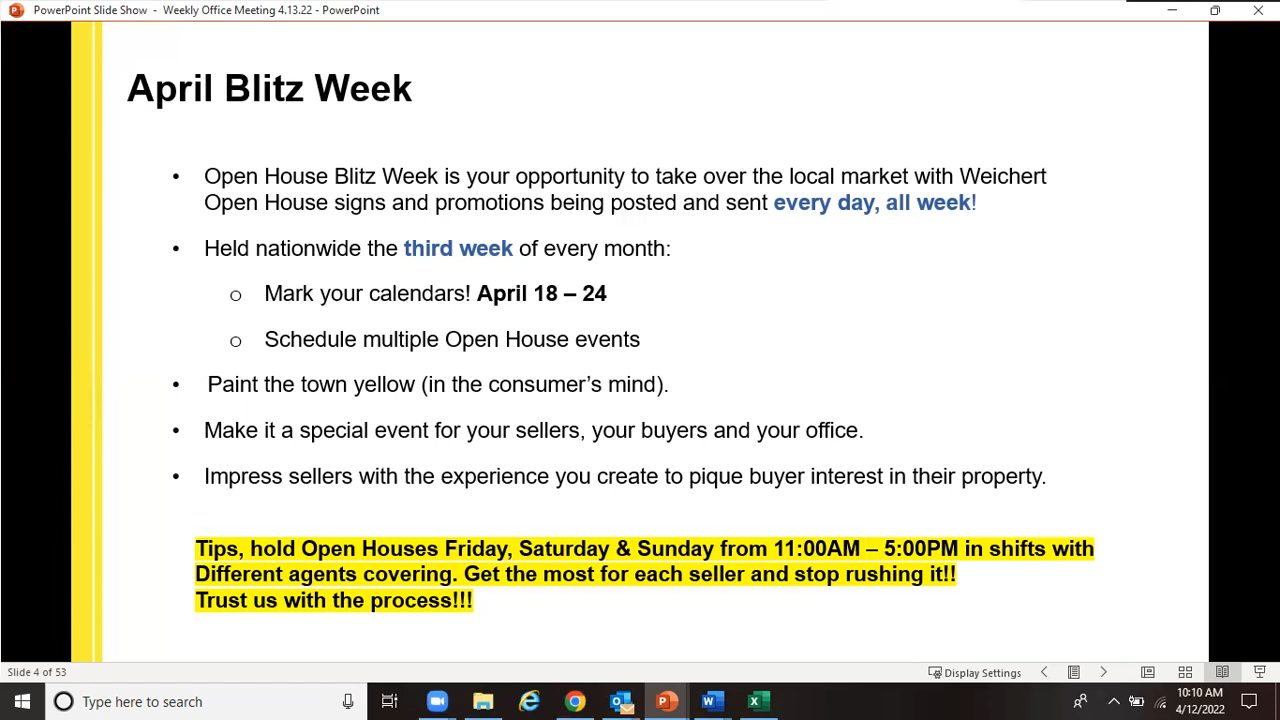 PowerPoint Slide Show - Weekly Office Meeting 4.13.22 - PowerPoint
April Blitz Week
• Open House Blitz Week is your opportunity to take over the local market with Weichert
Open House signs and promotions being posted and sent every day, all week!
• Held nationwide the third week of every month:
o Mark your calendars! April 18 – 24
o Schedule multiple Open House events
• Paint the town yellow (in the consumer’s mind).
• Make it a special event for your sellers, your buyers and your office.
• Impress sellers with the experience you create to pique buyer interest in their property.
Tips, hold Open Houses Friday, Saturday & Sunday from 11:00AM – 5:00PM in shifts with
Different agents covering. Get the most for each seller and stop rushing it!!
Trust us with the process!!!
Slide 4 of 53
Display Settings
Type here to search
10:10 AM
4/12/2022